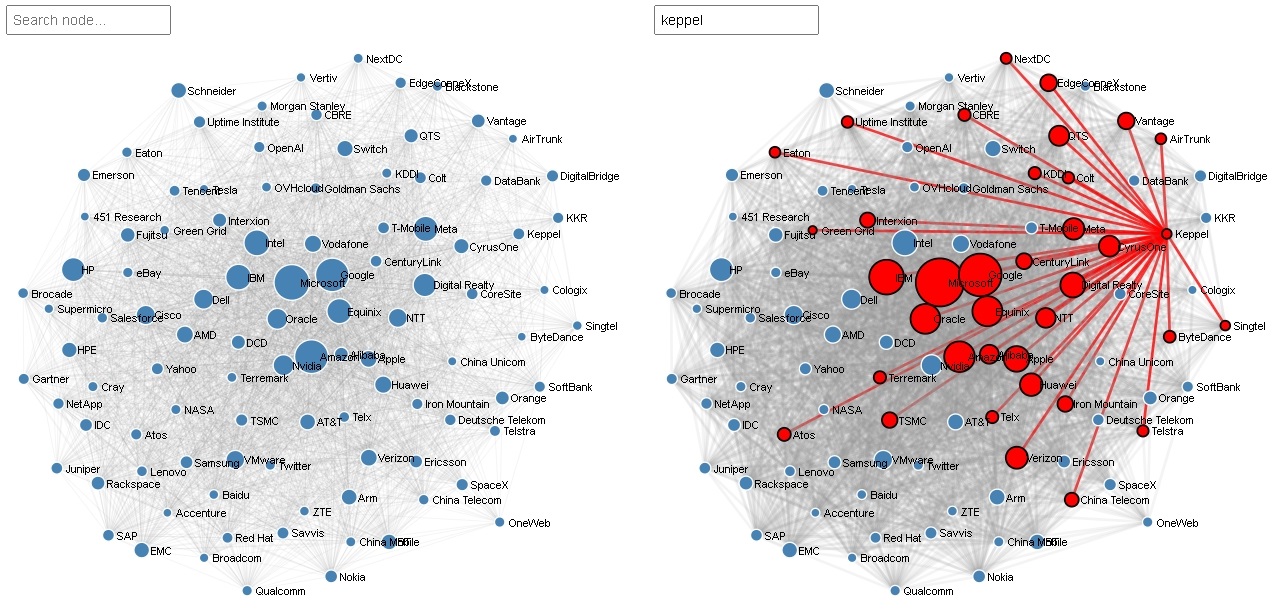 Search node...
NextDC
Vertiv
EdgeConneX
Blackstone
Schneider
Morgan Stanley
CBRE
Uptime Institute
Vantage
QTS
AirTrunk
OpenAI
Switch
Eaton
KDDI
Colt
DataBank
DigitalBridge
Emerson
Tencent
Tesla
OVHcloud
Goldman Sachs
451 Research
Interxion
KKR
T-Mobile
Meta
Green Grid
Fujitsu
Keppel
Intel
Vodafone
CyrusOne
CenturyLink
HP
eBay
IBM
Google
Microsoft
Digital Realty
Brocade
CoreSite
Cologix
Dell
Supermicro
Salesforce
Cisco
Oracle
Equinix
NTT
Singtel
AMD
ByteDance
DCD
HPE
Amazon
Alibaba
Apple
China Unicom
Nvidia
Yahoo
Terremark
Gartner
Cray
Huawei
SoftBank
Orange
NetApp
NASA
Iron Mountain
IDC
TSMC
AT&T
Telx
Deutsche Telekom
Atos
Telstra
VMware
Verizon
Samsung
Twitter
Ericsson
Juniper
Lenovo
Rackspace
SpaceX
Baidu
Arm
China Telecom
Accenture
ZTE
OneWeb
SAP
Red Hat
Savvis
China Mobile
EMC
Broadcom
Nokia
Qualcomm
keppel
NextDC
Vertiv
EdgeConneX
Blackstone
Schneider
Morgan Stanley
CBRE
Uptime Institute
Vantage
QTS
AirTrunk
OpenAI
Switch
Eaton
KDDI
Colt
DataBank
DigitalBridge
Emerson
Tencent
Tesla
OVHcloud
Goldman Sachs
451 Research
Interxion
KKR
T-Mobile
Meta
Green Grid
Fujitsu
Keppel
Intel
Vodafone
CyrusOne
CenturyLink
HP
eBay
IBM
Google
Microsoft
Digital Realty
Brocade
CoreSite
Cologix
Dell
Supermicro
Salesforce
Cisco
Oracle
Equinix
NTT
Singtel
AMD
ByteDance
DCD
HPE
Amazon
Alibaba
Apple
China Unicom
Nvidia
Yahoo
Terremark
Gartner
Cray
Huawei
SoftBank
Orange
NetApp
NASA
Iron Mountain
IDC
TSMC
AT&T
Telx
Deutsche Telekom
Atos
Telstra
VMware
Verizon
Samsung
Twitter
Ericsson
Juniper
Lenovo
Rackspace
SpaceX
Baidu
Arm
China Telecom
Accenture
ZTE
OneWeb
SAP
Red Hat
Savvis
China Mobile
EMC
Broadcom
Nokia
Qualcomm